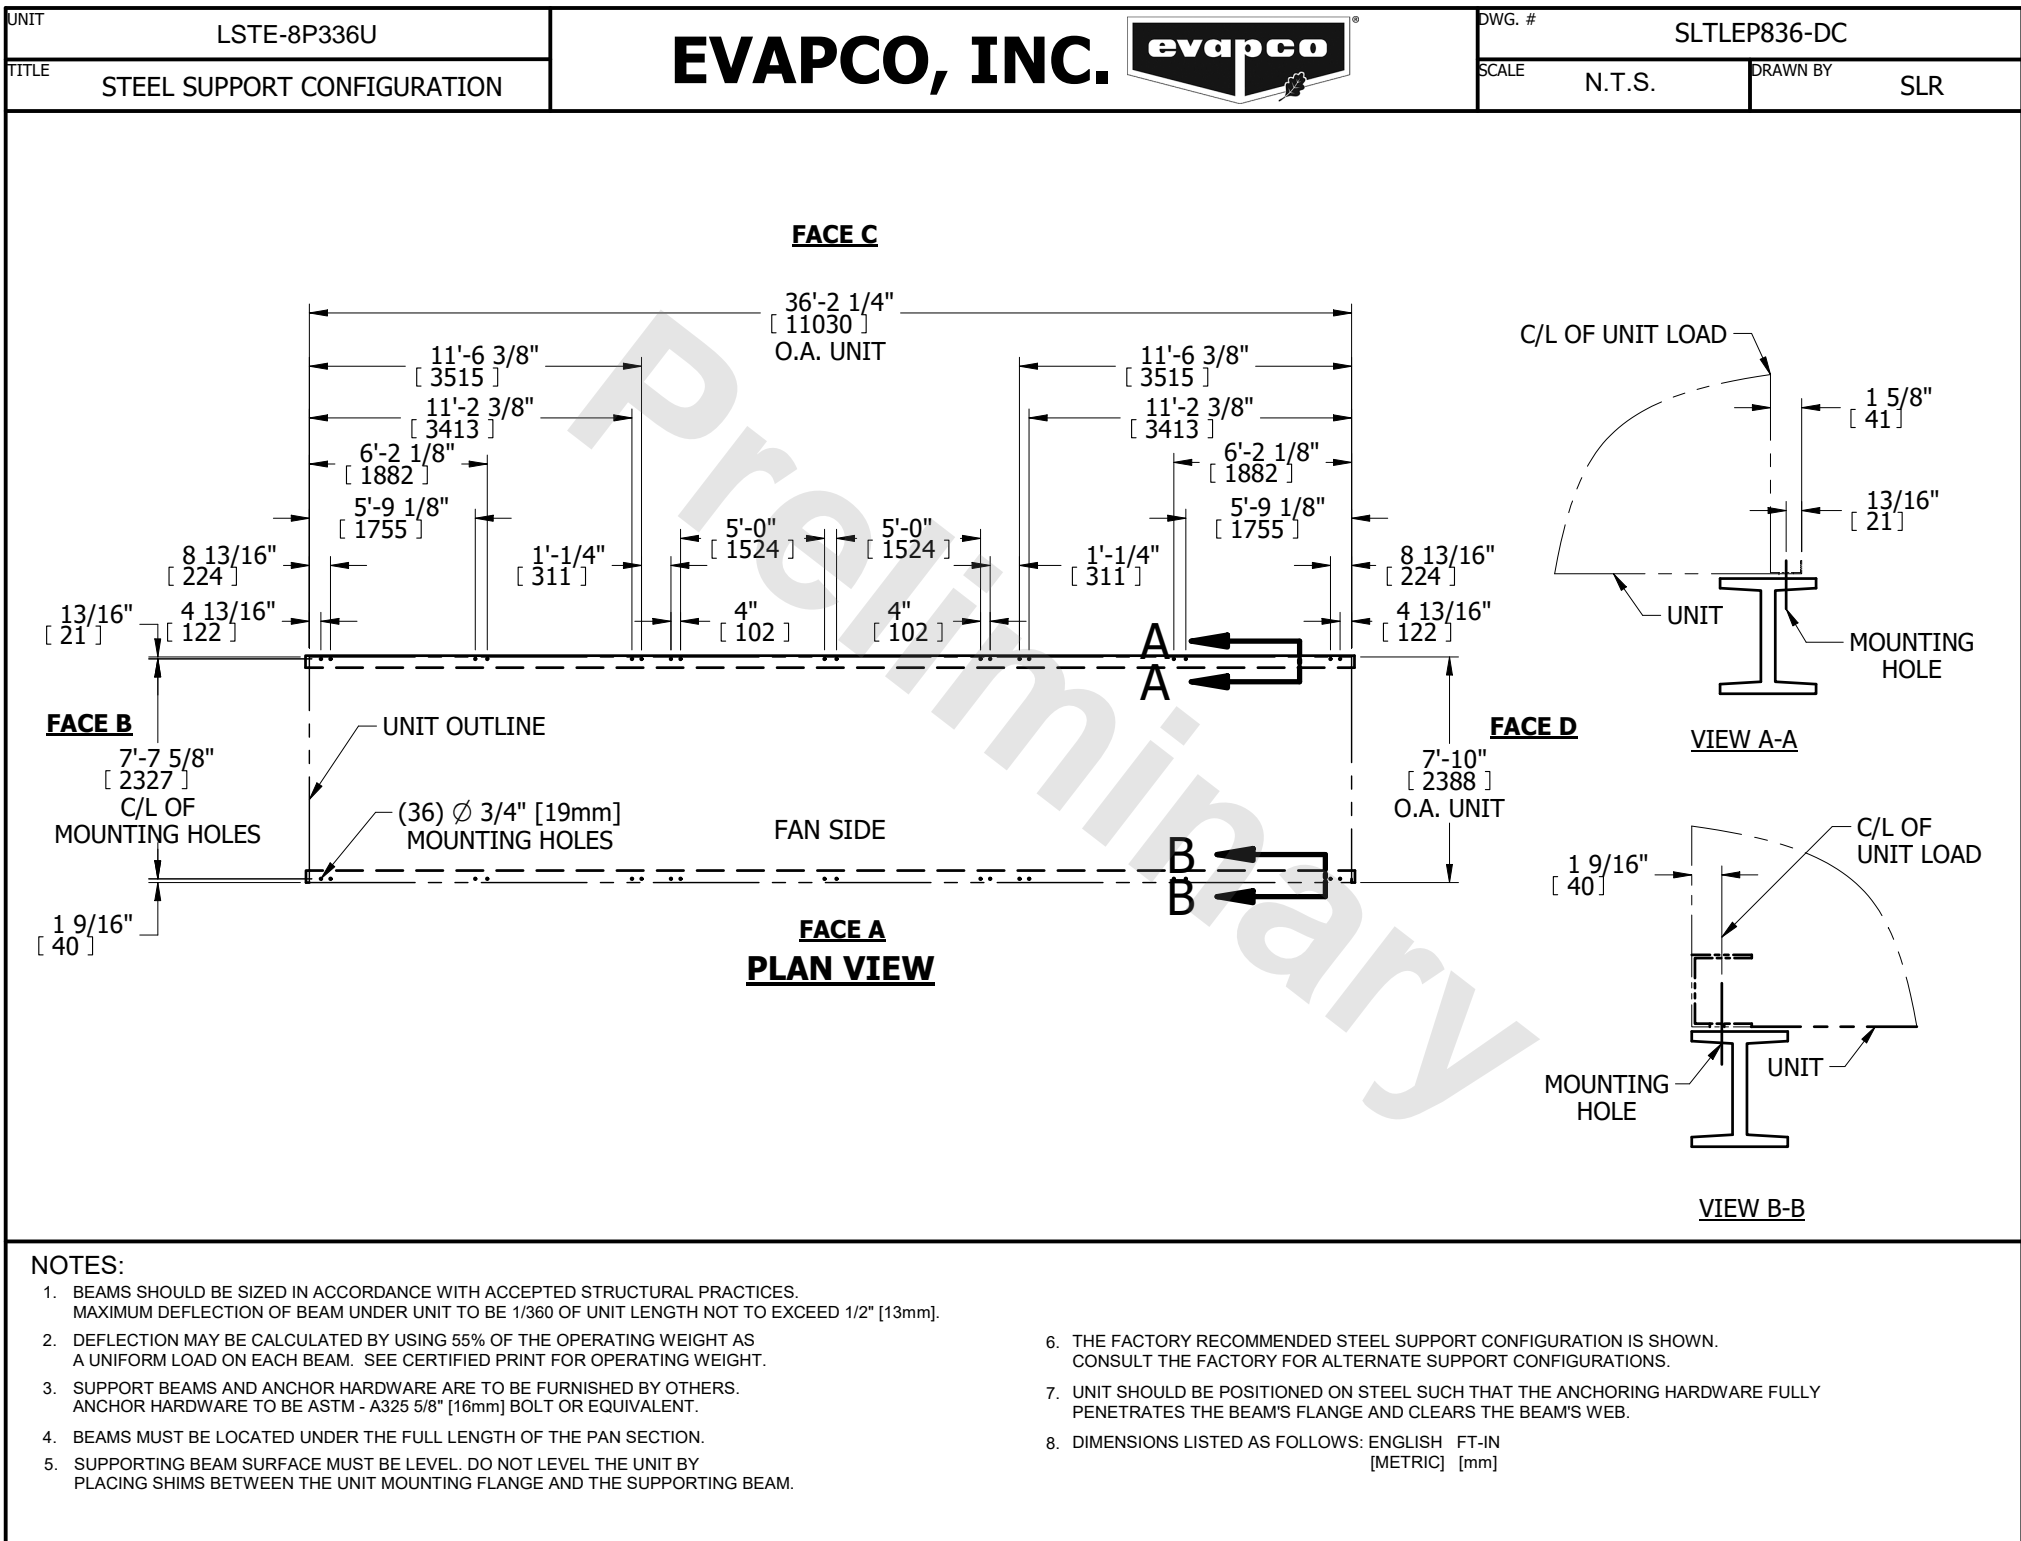 UNIT
LSTE-8P336U
TITLE
STEEL SUPPORT CONFIGURATION
EVAPCO, INC.
evapco
®
DWG. #
SLTLEP836-DC
SCALE
N.T.S.
DRAWN BY
SLR
FACE C
36'-2 1/4"
[ 11030 ]
O.A. UNIT
11'-6 3/8"
[ 3515 ]
11'-6 3/8"
[ 3515 ]
11'-2 3/8"
[ 3413 ]
11'-2 3/8"
[ 3413 ]
6'-2 1/8"
[ 1882 ]
6'-2 1/8"
[ 1882 ]
5'-9 1/8"
[ 1755 ]
5'-0"
[ 1524 ]
5'-0"
[ 1524 ]
5'-9 1/8"
[ 1755 ]
8 13/16"
[ 224 ]
1'-1/4"
[ 311 ]
1'-1/4"
[ 311 ]
8 13/16"
[ 224 ]
13/16"
[ 21 ]
4 13/16"
[ 122 ]
4"
[ 102 ]
4"
[ 102 ]
4 13/16"
[ 122 ]
A
A
FACE B
7'-7 5/8"
[ 2327 ]
C/L OF
MOUNTING HOLES
UNIT OUTLINE
(36) Ø 3/4" [19mm]
MOUNTING HOLES
FAN SIDE
B
B
FACE D
7'-10"
[ 2388 ]
O.A. UNIT
1 9/16"
[ 40 ]
FACE A
PLAN VIEW
Preliminary
C/L OF UNIT LOAD
1 5/8"
[ 41 ]
13/16"
[ 21 ]
UNIT
MOUNTING
HOLE
VIEW A-A
C/L OF
UNIT LOAD
1 9/16"
[ 40 ]
UNIT
MOUNTING
HOLE
VIEW B-B
NOTES:
1. BEAMS SHOULD BE SIZED IN ACCORDANCE WITH ACCEPTED STRUCTURAL PRACTICES.
MAXIMUM DEFLECTION OF BEAM UNDER UNIT TO BE 1/360 OF UNIT LENGTH NOT TO EXCEED 1/2" [13mm].
2. DEFLECTION MAY BE CALCULATED BY USING 55% OF THE OPERATING WEIGHT AS
A UNIFORM LOAD ON EACH BEAM. SEE CERTIFIED PRINT FOR OPERATING WEIGHT.
3. SUPPORT BEAMS AND ANCHOR HARDWARE ARE TO BE FURNISHED BY OTHERS.
ANCHOR HARDWARE TO BE ASTM - A325 5/8" [16mm] BOLT OR EQUIVALENT.
4. BEAMS MUST BE LOCATED UNDER THE FULL LENGTH OF THE PAN SECTION.
5. SUPPORTING BEAM SURFACE MUST BE LEVEL. DO NOT LEVEL THE UNIT BY
PLACING SHIMS BETWEEN THE UNIT MOUNTING FLANGE AND THE SUPPORTING BEAM.
6. THE FACTORY RECOMMENDED STEEL SUPPORT CONFIGURATION IS SHOWN.
CONSULT THE FACTORY FOR ALTERNATE SUPPORT CONFIGURATIONS.
7. UNIT SHOULD BE POSITIONED ON STEEL SUCH THAT THE ANCHORING HARDWARE FULLY
PENETRATES THE BEAM'S FLANGE AND CLEARS THE BEAM'S WEB.
8. DIMENSIONS LISTED AS FOLLOWS: ENGLISH FT-IN
[METRIC] [mm]